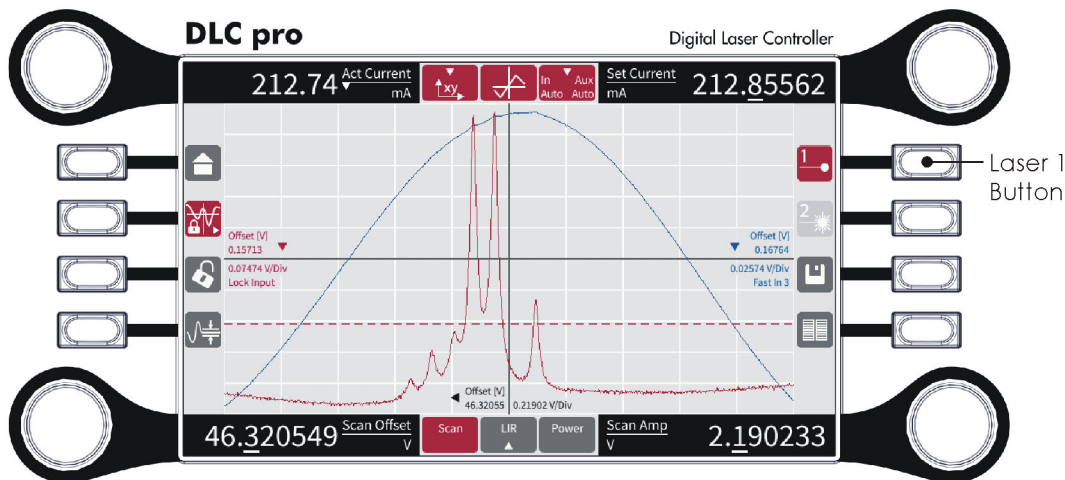 DLC pro
Digital Laser Controller
212.74 Act Current mA
xy
In Aux
Auto Auto
Set Current mA 212.85562
1
Laser 1
Button
2
Offset [V]
0.15713
0.07474 V/Div
Lock Input
Offset [V]
0.16764
0.02574 V/Div
Fast In 3
Offset [V]
46.32055 0.21902 V/Div
46.320549 Scan Offset V
Scan
LIR
Power
Scan Amp V 2.190233